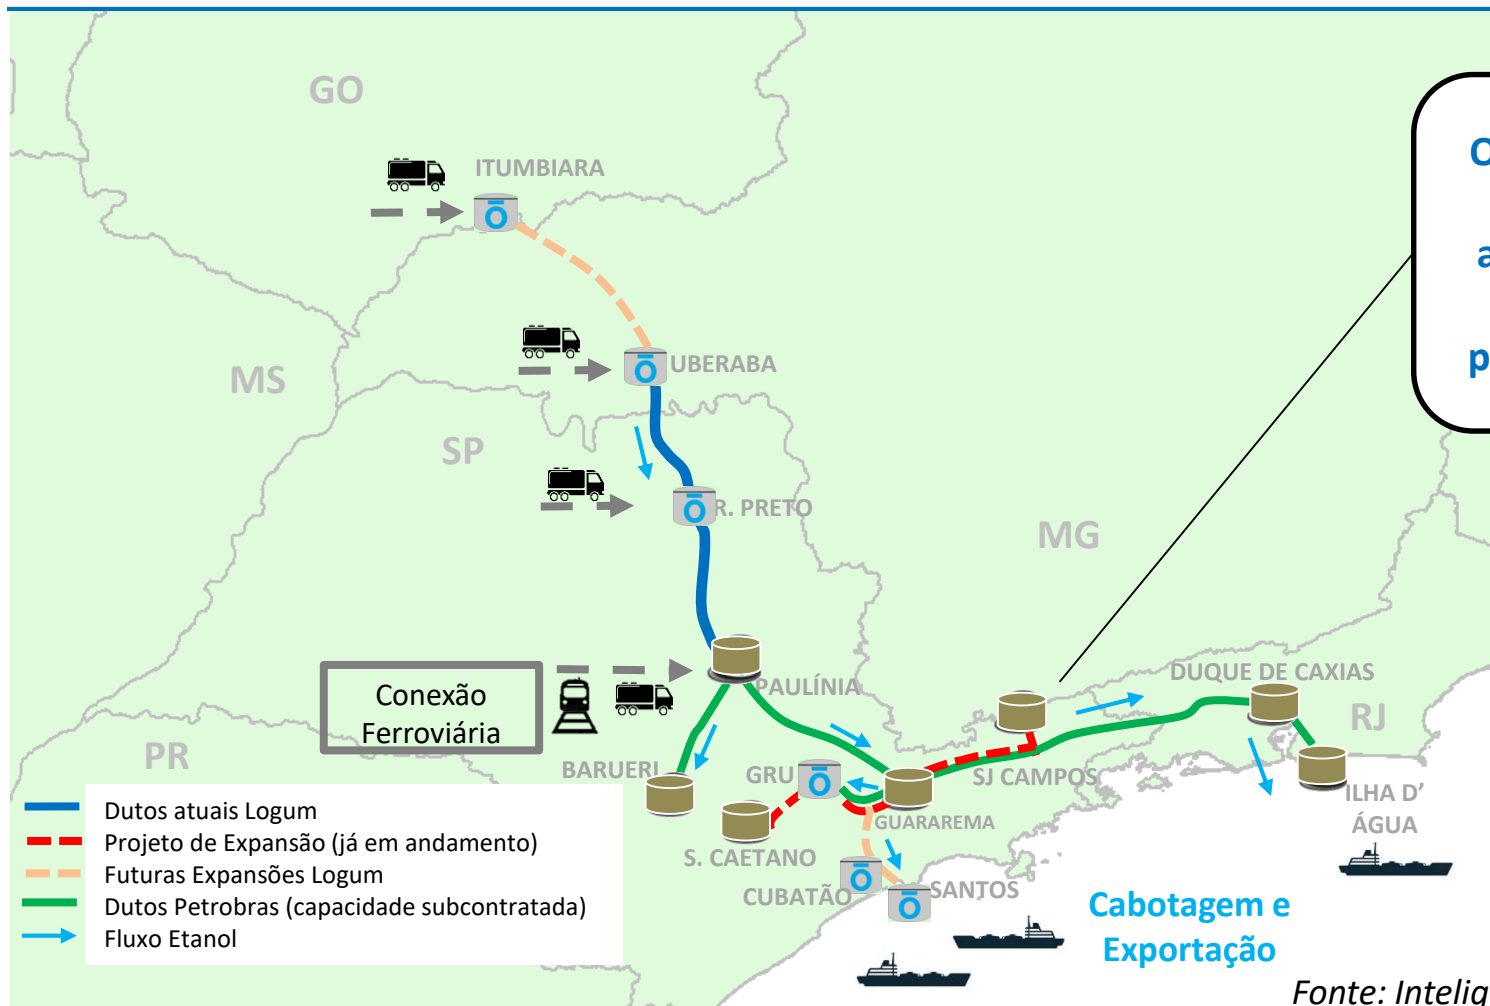 GO
ITUMBIARA
MS
UBERABA
SP
R. PRETO
MG
Conexão
Ferroviária
PAULÍNIA
DUQUE DE CAXIAS
RJ
PR
BARUERI
GRU
SJ CAMPOS
GUARAREMA
S. CAETANO
ILHA D'
ÁGUA
CUBATÃO
SANTOS
Dutos atuais Logum
Projeto de Expansão (já em andamento)
Futuras Expansões Logum
Dutos Petrobras (capacidade subcontratada)
Fluxo Etanol
Cabotagem e
Exportação
Fonte: